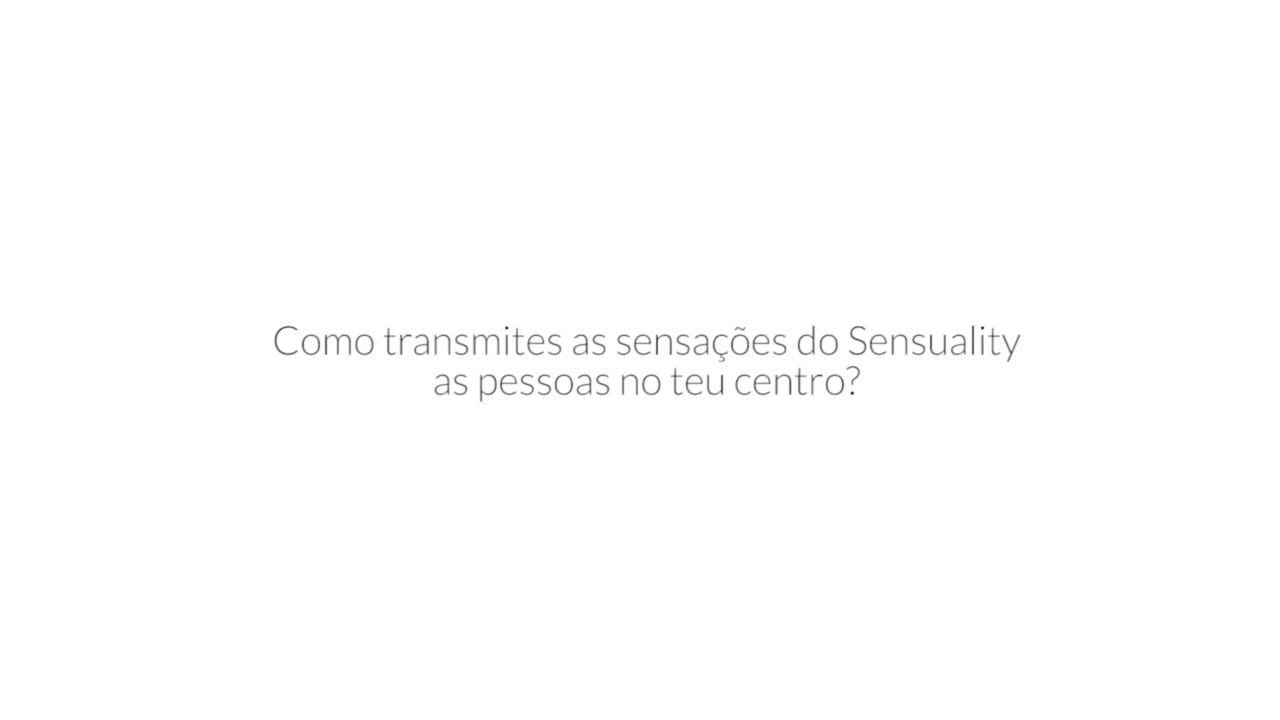 Como transmites as sensações do Sensuality
as pessoas no teu centro?